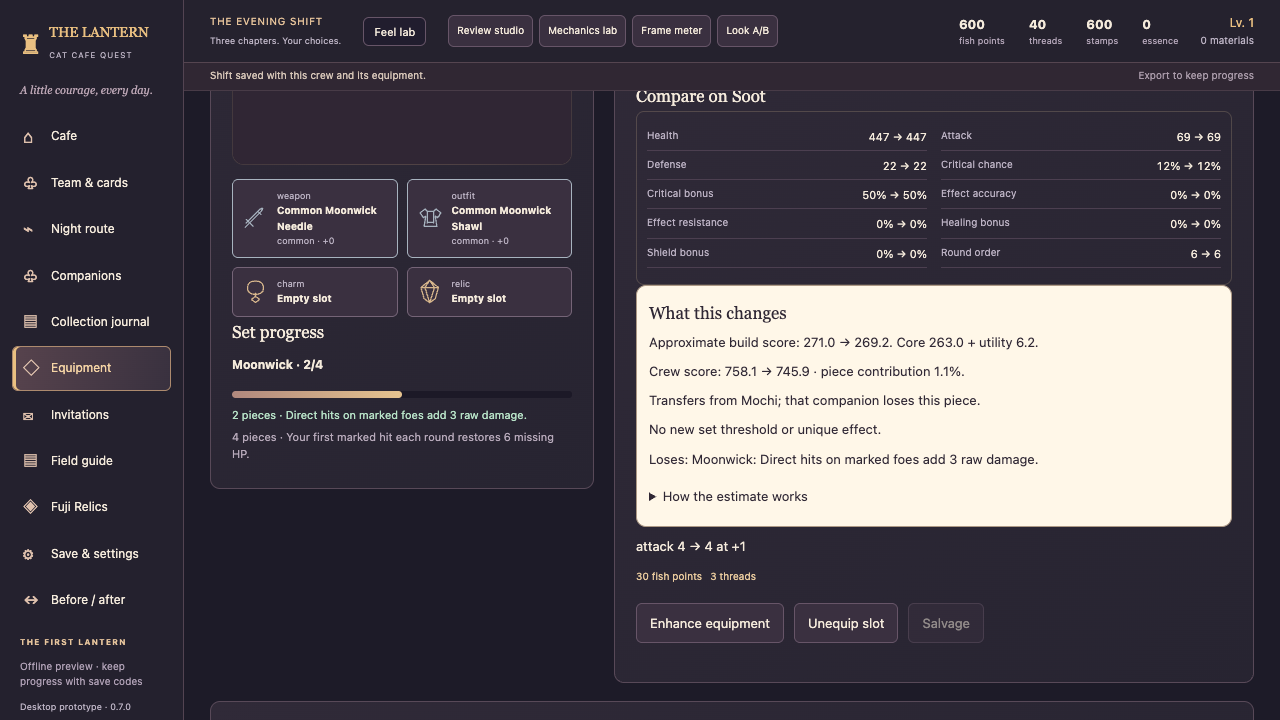 THE LANTERN
CAT CAFE QUEST
A little courage, every day.
Cafe
Team & cards
Night route
Companions
Collection journal
Equipment
Invitations
Field guide
Fuji Relics
Save & settings
Before / after
THE FIRST LANTERN
Offline preview · keep
progress with save codes
Desktop prototype · 0.7.0
THE EVENING SHIFT
Three chapters. Your choices.
Feel lab
Review studio
Mechanics lab
Frame meter
Look A/B
600
fish points
40
threads
600
stamps
0
essence
Lv. 1
0 materials
Shift saved with this crew and its equipment.
Export to keep progress
weapon
Common Moonwick
Needle
common · +0
outfit
Common Moonwick
Shawl
common · +0
charm
Empty slot
relic
Empty slot
Set progress
Moonwick · 2/4
2 pieces · Direct hits on marked foes add 3 raw damage.
4 pieces · Your first marked hit each round restores 6 missing
HP.
Compare on Soot
Health 447 → 447
Attack 69 → 69
Defense 22 → 22
Critical chance 12% → 12%
Critical bonus 50% → 50%
Effect accuracy 0% → 0%
Effect resistance 0% → 0%
Healing bonus 0% → 0%
Shield bonus 0% → 0%
Round order 6 → 6
What this changes
Approximate build score: 271.0 → 269.2. Core 263.0 + utility 6.2.
Crew score: 758.1 → 745.9 · piece contribution 1.1%.
Transfers from Mochi; that companion loses this piece.
No new set threshold or unique effect.
Loses: Moonwick: Direct hits on marked foes add 3 raw damage.
How the estimate works
attack 4 → 4 at +1
30 fish points 3 threads
Enhance equipment
Unequip slot
Salvage